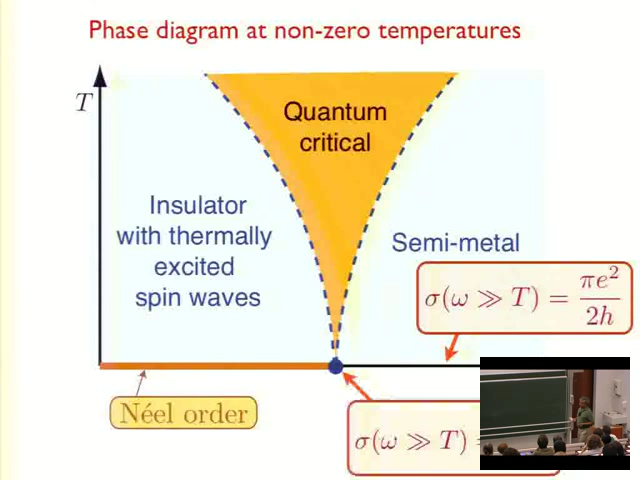 Phase diagram at non-zero temperatures
T
Quantum
critical
Insulator
with thermally
excited
spin waves
Semi-metal
σ(ω ≫ T) = πe²/2h
Néel order
σ(ω ≫ T) =